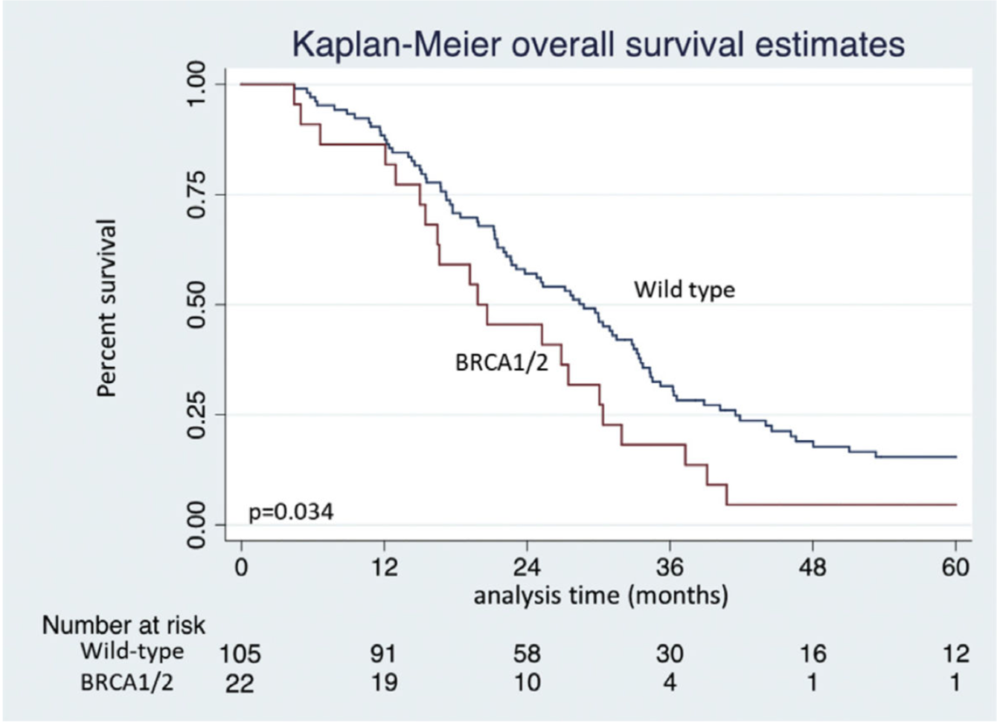 Kaplan-Meier overall survival estimates
Percent survival
1.00
0.75
0.50
0.25
0.00
Wild type
BRCA1/2
p=0.034
0 12 24 36 48 60
analysis time (months)
Number at risk
Wild-type 105 91 58 30 16 12
BRCA1/2 22 19 10 4 1 1